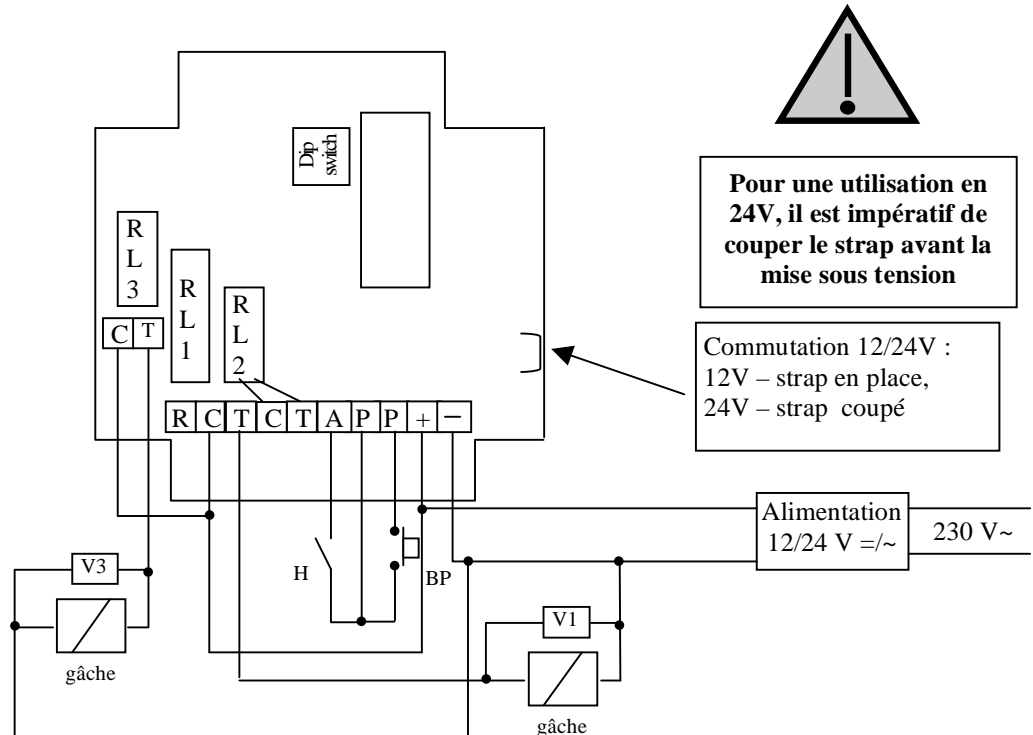 Dip
switch
R
L
3
R
L
1
R
L
2
C T
R C T C T A P P + −
Pour une utilisation en
24V, il est impératif de
couper le strap avant la
mise sous tension
Commutation 12/24V :
12V – strap en place,
24V – strap coupé
Alimentation
12/24 V =/~
230 V~
H
BP
V3
gâche
V1
gâche